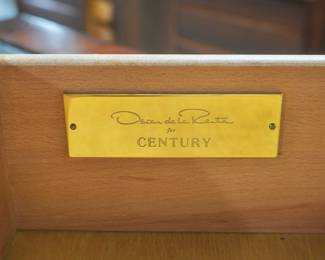 Oscar de la Renta
for
CENTURY